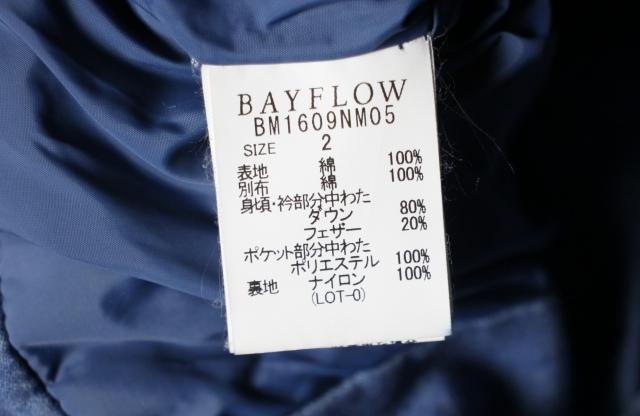 BAYFLOW
BM1609NM05
SIZE 2
表地 綿 100%
別布 綿 100%
身頃・衿部分中わた
ダウン 80%
フェザー 20%
ポケット部分中わた
ポリエステル 100%
裏地 ナイロン 100%
(LOT-0)